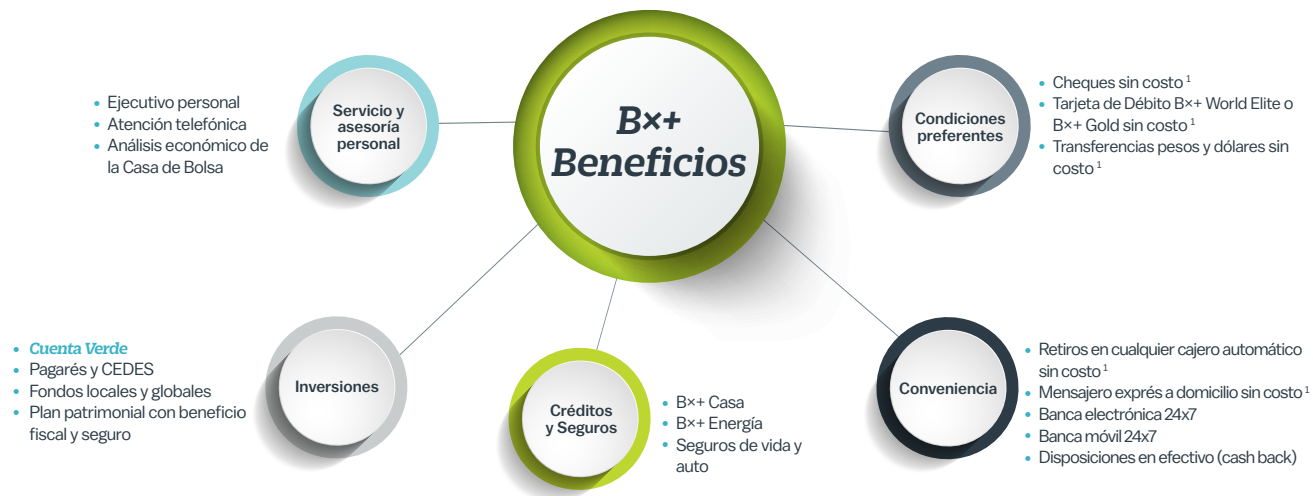 B×+
Beneficios
Servicio y
asesoría
personal
• Ejecutivo personal
• Atención telefónica
• Análisis económico de
la Casa de Bolsa
Condiciones
preferentes
• Cheques sin costo ¹
• Tarjeta de Débito B×+ World Elite o
B×+ Gold sin costo ¹
• Transferencias pesos y dólares sin
costo ¹
Inversiones
• Cuenta Verde
• Pagarés y CEDES
• Fondos locales y globales
• Plan patrimonial con beneficio
fiscal y seguro
Créditos
y Seguros
• B×+ Casa
• B×+ Energía
• Seguros de vida y
auto
Conveniencia
• Retiros en cualquier cajero automático
sin costo ¹
• Mensajero exprés a domicilio sin costo ¹
• Banca electrónica 24x7
• Banca móvil 24x7
• Disposiciones en efectivo (cash back)